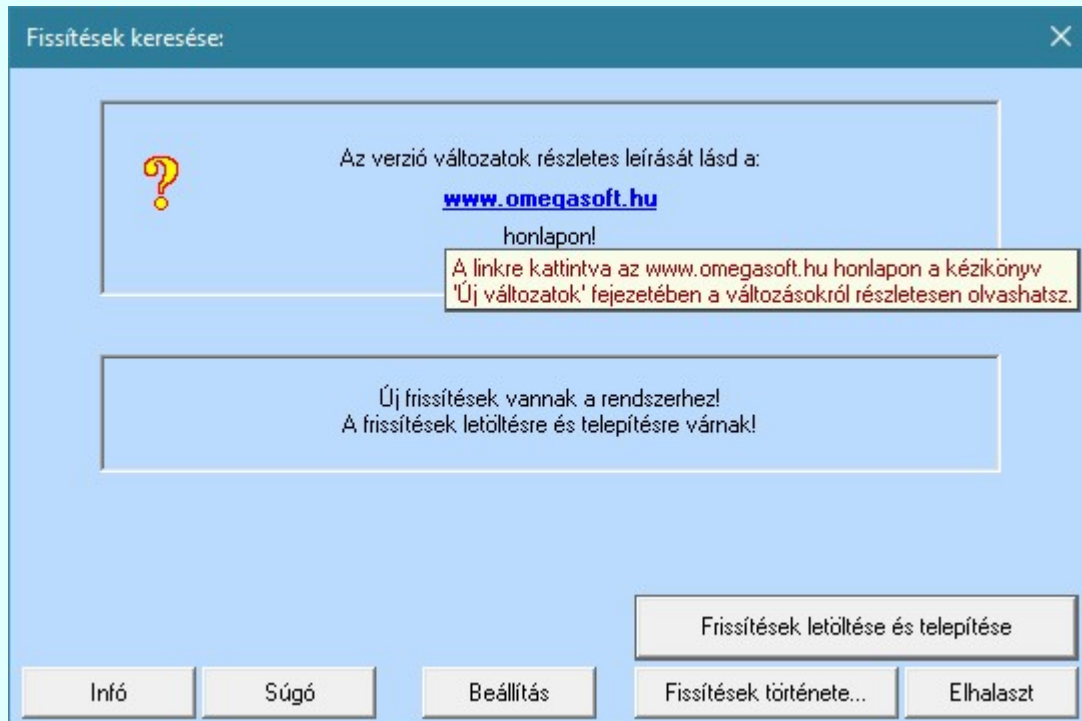 Fissítések keresése:
Az verzió változatok részletes leírását lásd a:
www.omegasoft.hu
honlapon!
A linkre kattintva az www.omegasoft.hu honlapon a kézikönyv
'Új változatok' fejezetében a változásokról részletesen olvashatsz.
Új frissítések vannak a rendszerhez!
A frissítések letöltésre és telepítésre várnak!
Frissítések letöltése és telepítése
Infó
Súgó
Beállítás
Fissítések története...
Elhalaszt